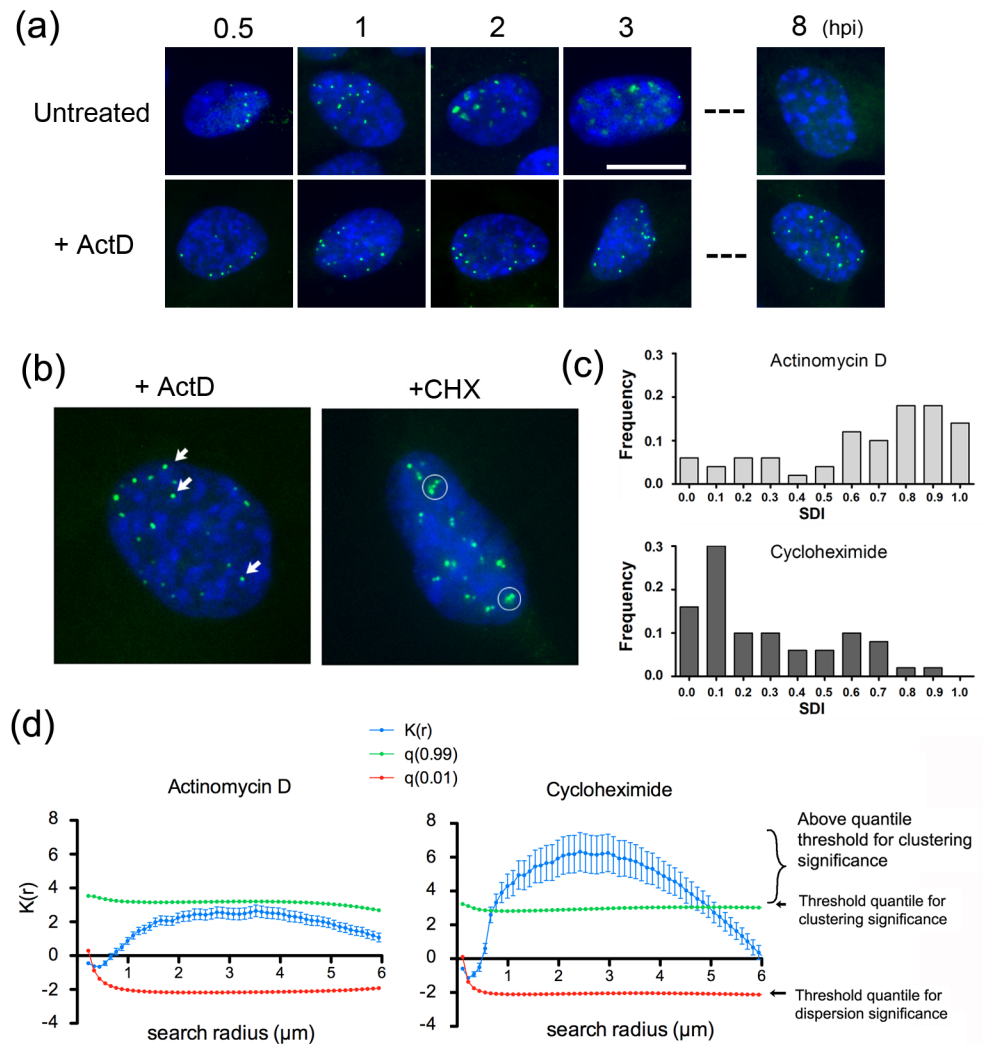 (a)
0.5 1 2 3 8 (hpi)
Untreated
+ ActD
(b)
+ ActD
+CHX
(c)
Actinomycin D
Frequency
0.3
0.1
0.0
0.0 0.1 0.2 0.3 0.4 0.5 0.6 0.7 0.8 0.9 1.0
SDI
Cycloheximide
Frequency
0.3
0.1
0.0
0.0 0.1 0.2 0.3 0.4 0.5 0.6 0.7 0.8 0.9 1.0
SDI
(d)
K(r)
q(0.99)
q(0.01)
Actinomycin D
K(r)
8
6
4
2
0
-2
-4
1 2 3 4 5 6
search radius (μm)
Cycloheximide
8
6
4
2
0
-2
-4
1 2 3 4 5 6
search radius (μm)
Above quantile
threshold for clustering
significance
Threshold quantile for
clustering significance
Threshold quantile for
dispersion significance